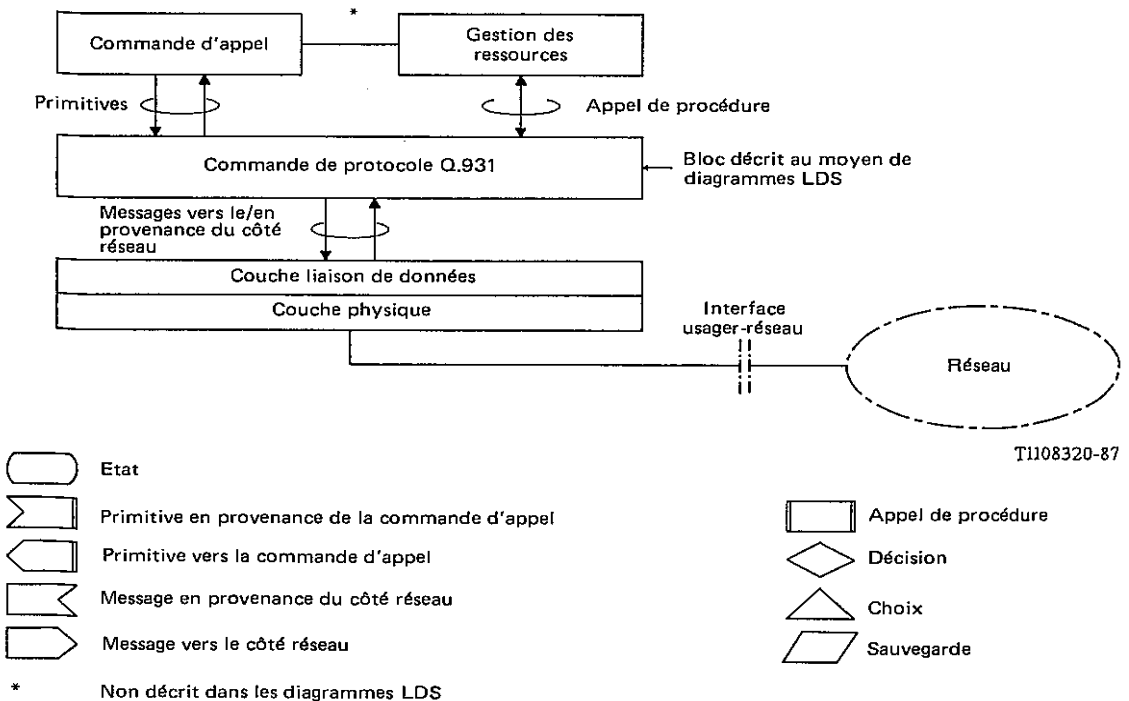 *
Commande d'appel
Gestion des
ressources
Primitives
Appel de procédure
Commande de protocole Q.931
Bloc décrit au moyen de
diagrammes LDS
Messages vers le/en
provenance du côté
réseau
Couche liaison de données
Couche physique
Interface
usager-réseau
Réseau
T1108320-87
Etat
Primitive en provenance de la commande d'appel
Primitive vers la commande d'appel
Message en provenance du côté réseau
Message vers le côté réseau
* Non décrit dans les diagrammes LDS
Appel de procédure
Décision
Choix
Sauvegarde